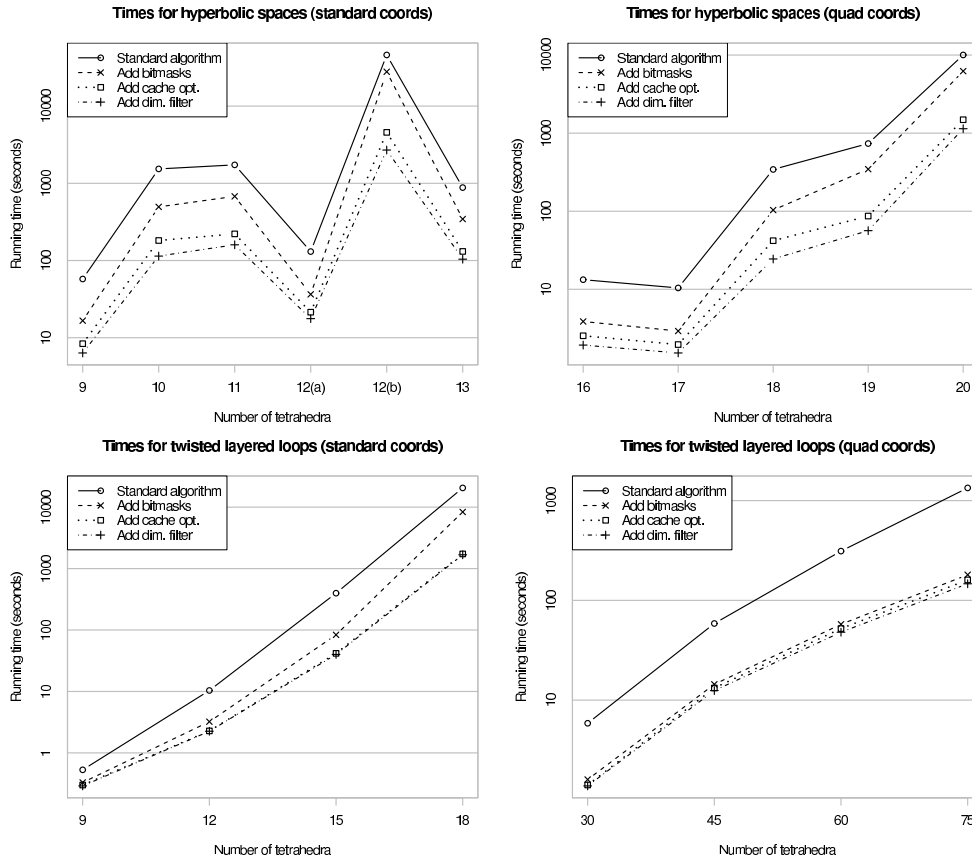 Times for hyperbolic spaces (standard coords)
Standard algorithm
Add bitmasks
Add cache opt.
Add dim. filter
Running time (seconds)
10000
1000
100
10
9 10 11 12(a) 12(b) 13
Number of tetrahedra
Times for hyperbolic spaces (quad coords)
Standard algorithm
Add bitmasks
Add cache opt.
Add dim. filter
Running time (seconds)
10000
1000
100
10
16 17 18 19 20
Number of tetrahedra
Times for twisted layered loops (standard coords)
Standard algorithm
Add bitmasks
Add cache opt.
Add dim. filter
Running time (seconds)
10000
1000
100
10
1
9 12 15 18
Number of tetrahedra
Times for twisted layered loops (quad coords)
Standard algorithm
Add bitmasks
Add cache opt.
Add dim. filter
Running time (seconds)
1000
100
10
30 45 60 75
Number of tetrahedra